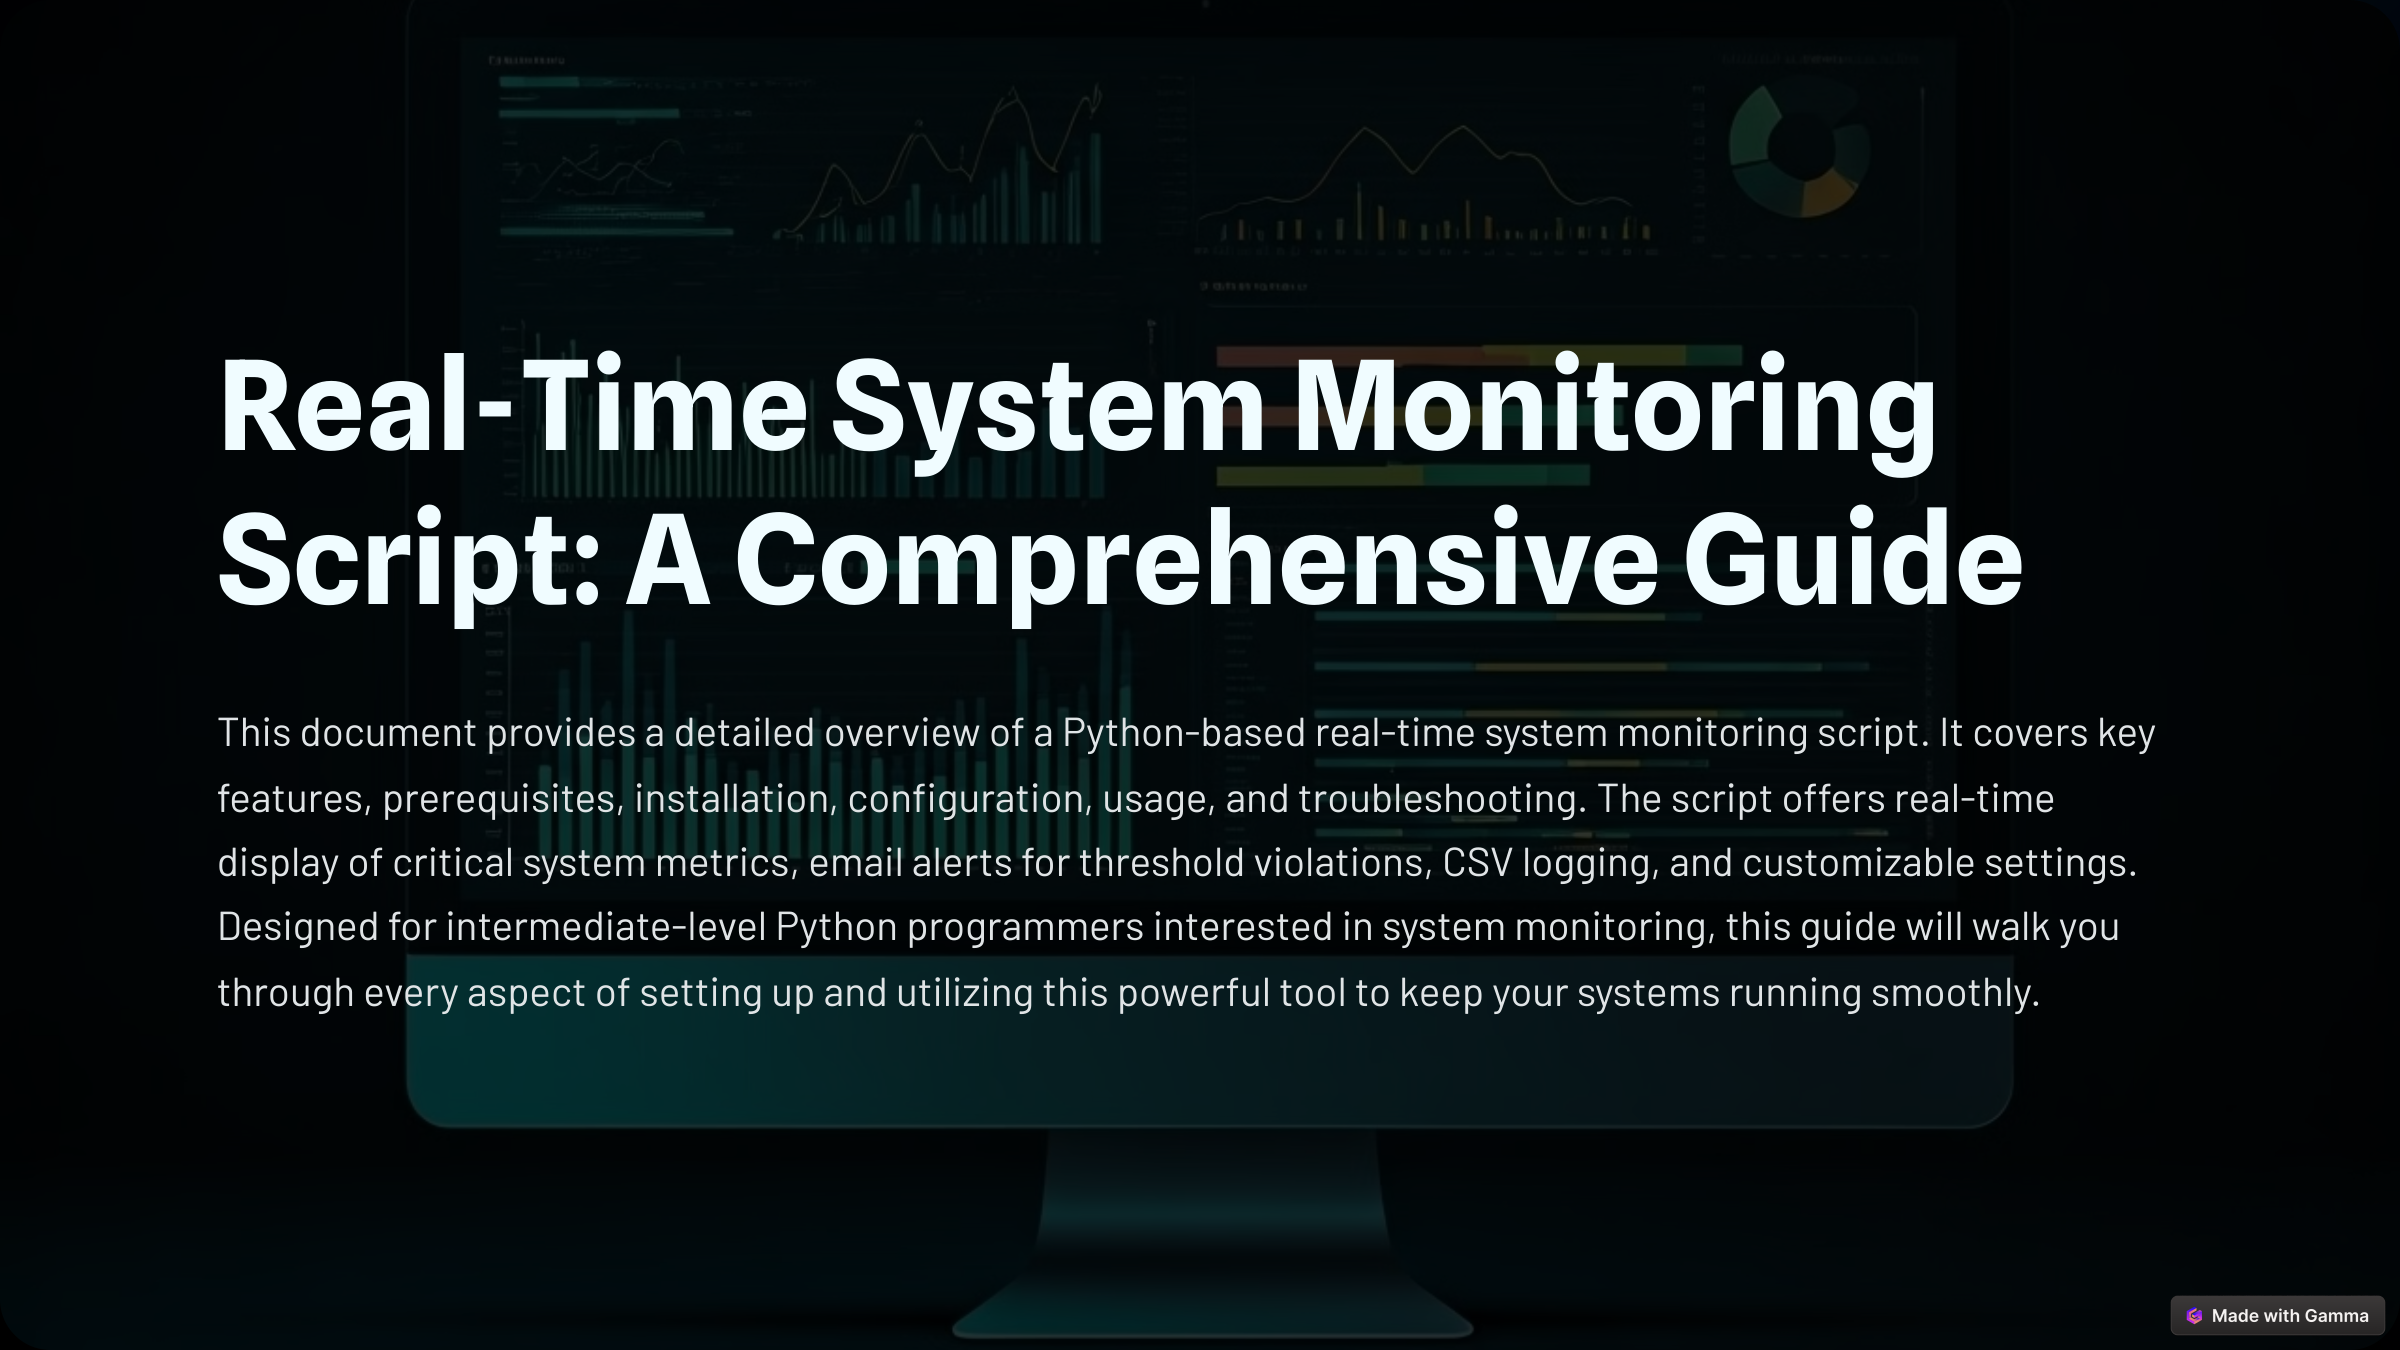 Real-Time System Monitoring
Script: A Comprehensive Guide
This document provides a detailed overview of a Python-based real-time system monitoring script. It covers key
features, prerequisites, installation, configuration, usage, and troubleshooting. The script offers real-time
display of critical system metrics, email alerts for threshold violations, CSV logging, and customizable settings.
Designed for intermediate-level Python programmers interested in system monitoring, this guide will walk you
through every aspect of setting up and utilizing this powerful tool to keep your systems running smoothly.
Made with Gamma